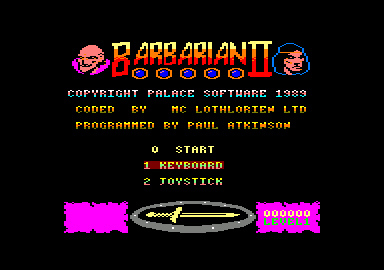 BARBARIAN II
COPYRIGHT PALACE SOFTWARE 1989
CODED BY MC LOTHLORIEN LTD
PROGRAMMED BY PAUL ATKINSON
0 START
1 KEYBOARD
2 JOYSTICK
000000
LEVEL1